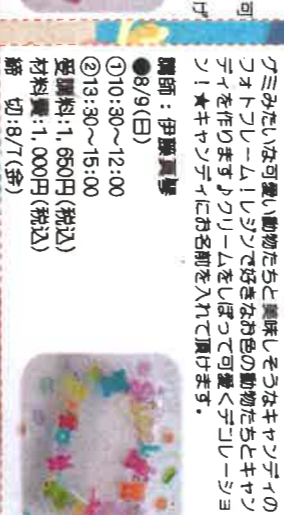 グミみたいな可愛い動物たちと美味しそうなキャンディの
フォトフレーム!レジンで好きなお色の動物たちとキャン
ディを作ります♪クリームをしぼって可愛くデコレーショ
ン!★キャンディにお名前を入れて頂けます。
講師:伊藤真琴
●8/9(日)
①10:30〜12:00
②13:30〜15:00
受講料:1,650円(税込)
材料費:1,000円(税込)
締 切:8/7(金)
可
げ